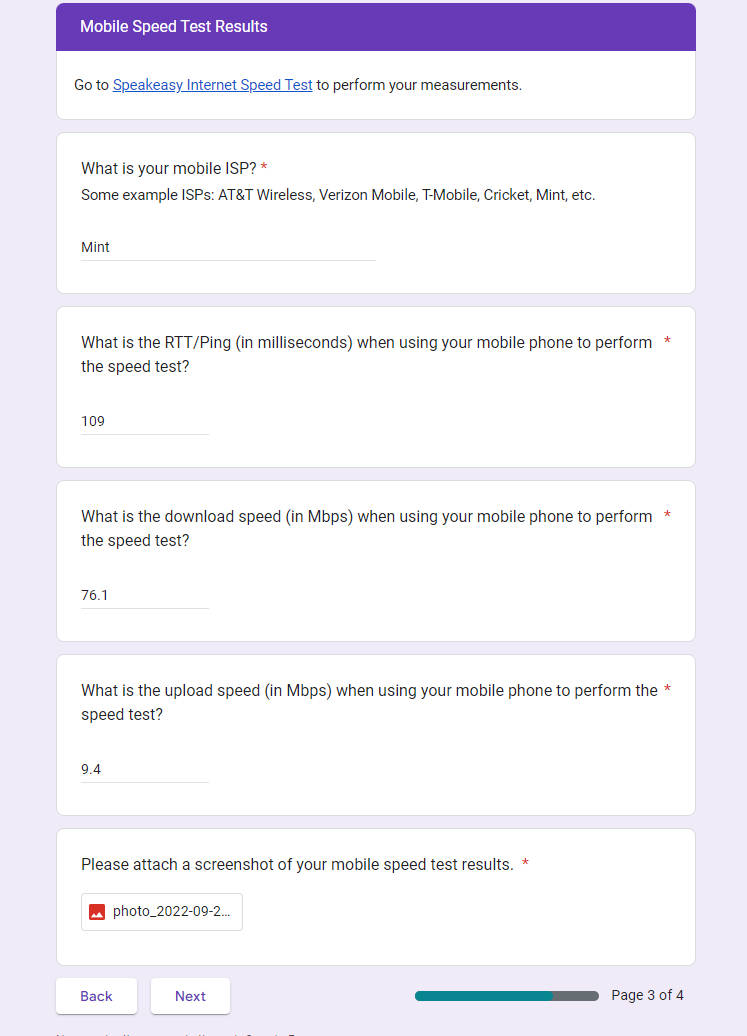 Mobile Speed Test Results
Go to Speakeasy Internet Speed Test to perform your measurements.
What is your mobile ISP? *
Some example ISPs: AT&T Wireless, Verizon Mobile, T-Mobile, Cricket, Mint, etc.
Mint
What is the RTT/Ping (in milliseconds) when using your mobile phone to perform *
the speed test?
109
What is the download speed (in Mbps) when using your mobile phone to perform *
the speed test?
76.1
What is the upload speed (in Mbps) when using your mobile phone to perform the *
speed test?
9.4
Please attach a screenshot of your mobile speed test results. *
photo_2022-09-2...
Back Next Page 3 of 4